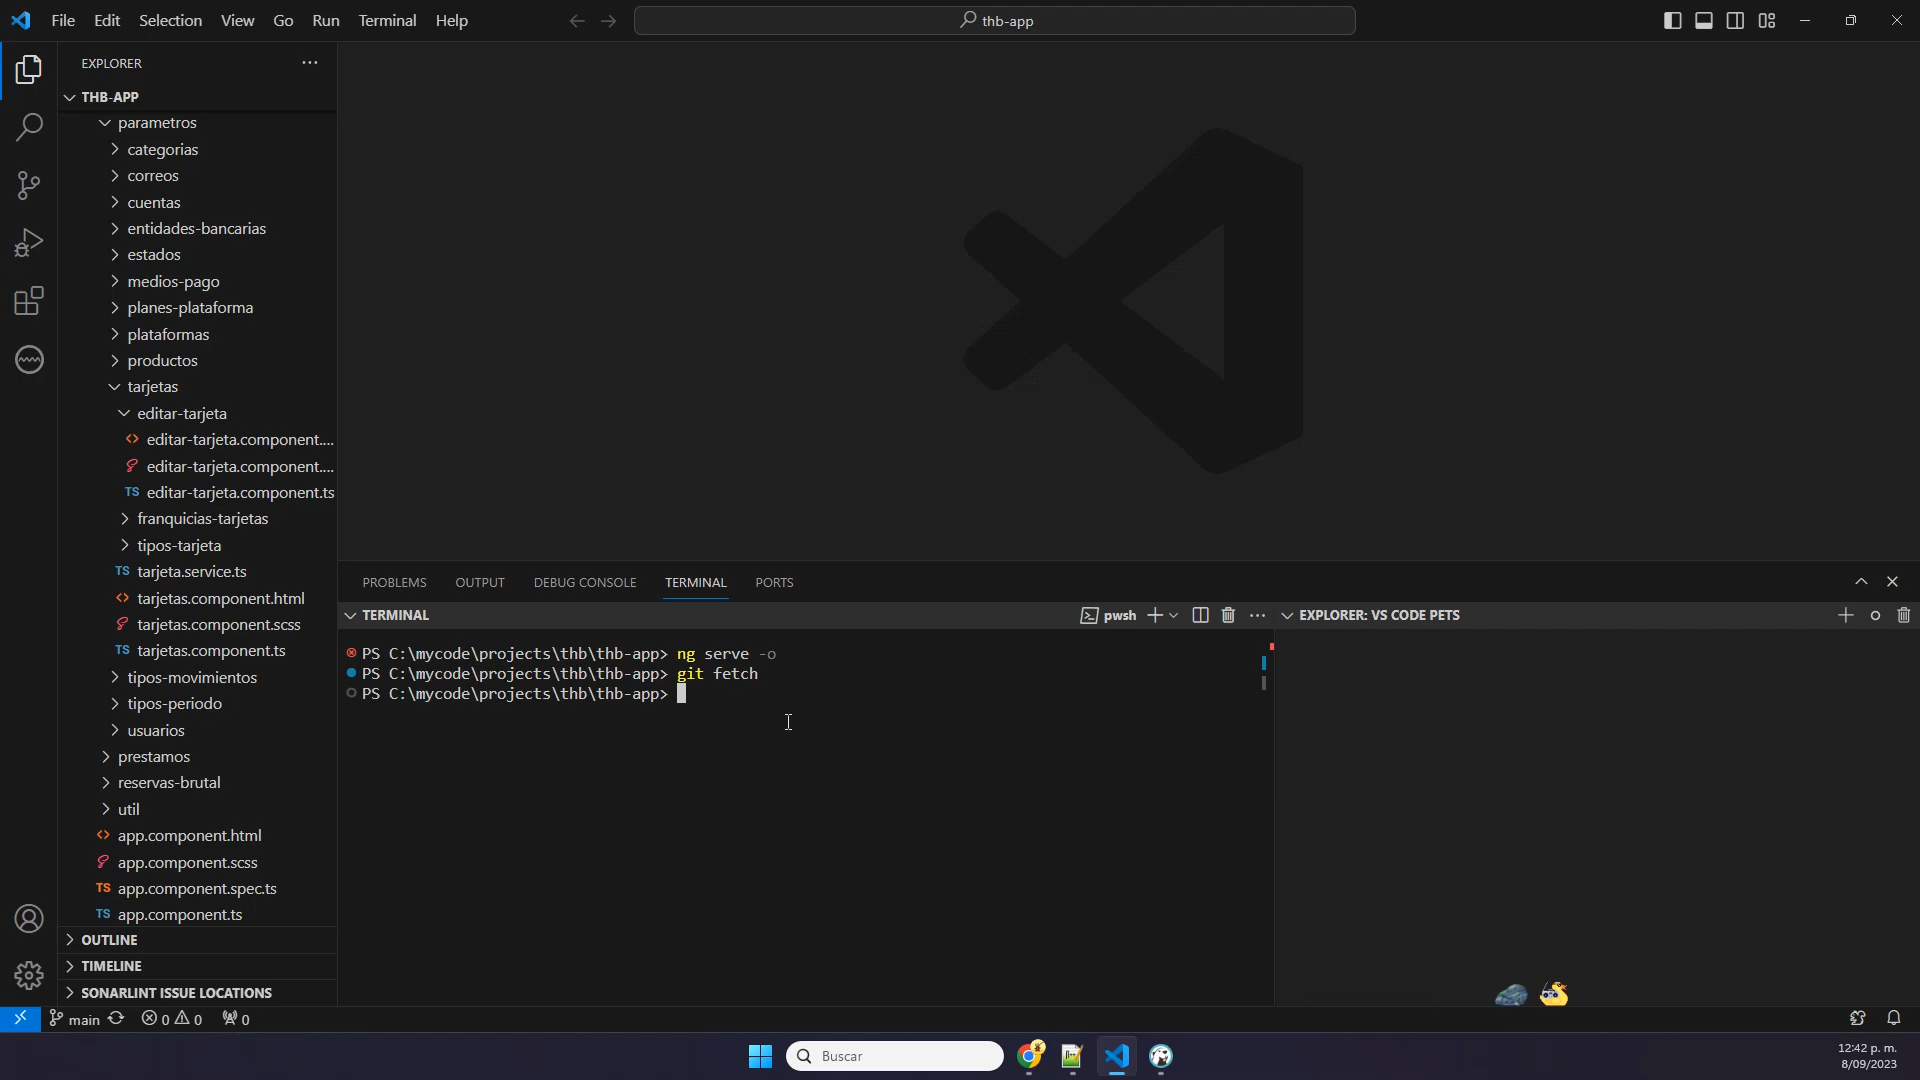 File Edit Selection View Go Run Terminal Help
thb-app
EXPLORER
THB-APP
parametros
categorias
correos
cuentas
entidades-bancarias
estados
medios-pago
planes-plataforma
plataformas
productos
tarjetas
editar-tarjeta
editar-tarjeta.component....
editar-tarjeta.component....
TS editar-tarjeta.component.ts
franquicias-tarjetas
tipos-tarjeta
TS tarjeta.service.ts
tarjetas.component.html
tarjetas.component.scss
TS tarjetas.component.ts
tipos-movimientos
tipos-periodo
usuarios
prestamos
reservas-brutal
util
app.component.html
app.component.scss
TS app.component.spec.ts
TS app.component.ts
OUTLINE
TIMELINE
SONARLINT ISSUE LOCATIONS
PROBLEMS OUTPUT DEBUG CONSOLE TERMINAL PORTS
TERMINAL
pwsh
EXPLORER: VS CODE PETS
PS C:\mycode\projects\thb\thb-app> ng serve -o
PS C:\mycode\projects\thb\thb-app> git fetch
PS C:\mycode\projects\thb\thb-app>
main 0 0 0
Buscar
12:42 p. m.
8/09/2023